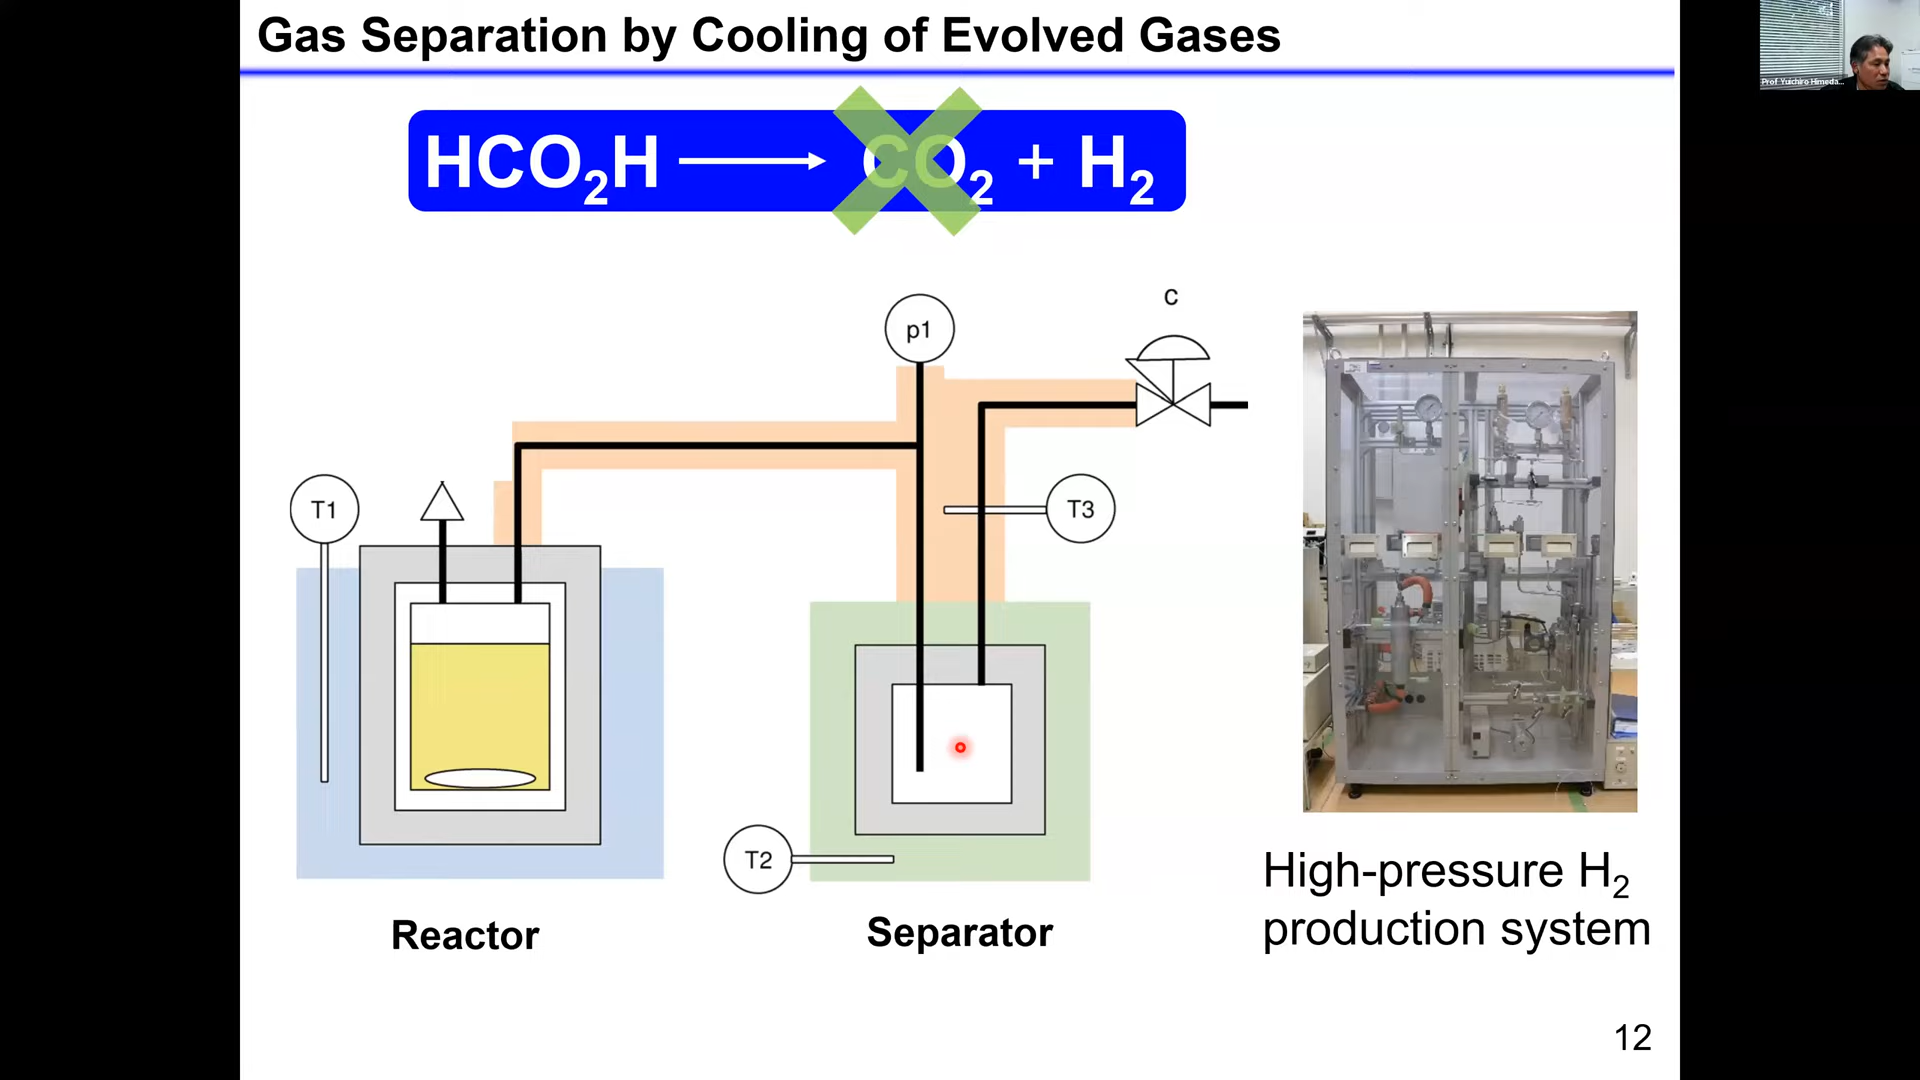 Gas Separation by Cooling of Evolved Gases
Prof Yuichiro Himeda...
HCO₂H ⟶ CO₂ + H₂
C
p1
T1
T3
T2
Reactor
Separator
High-pressure H₂
production system
12